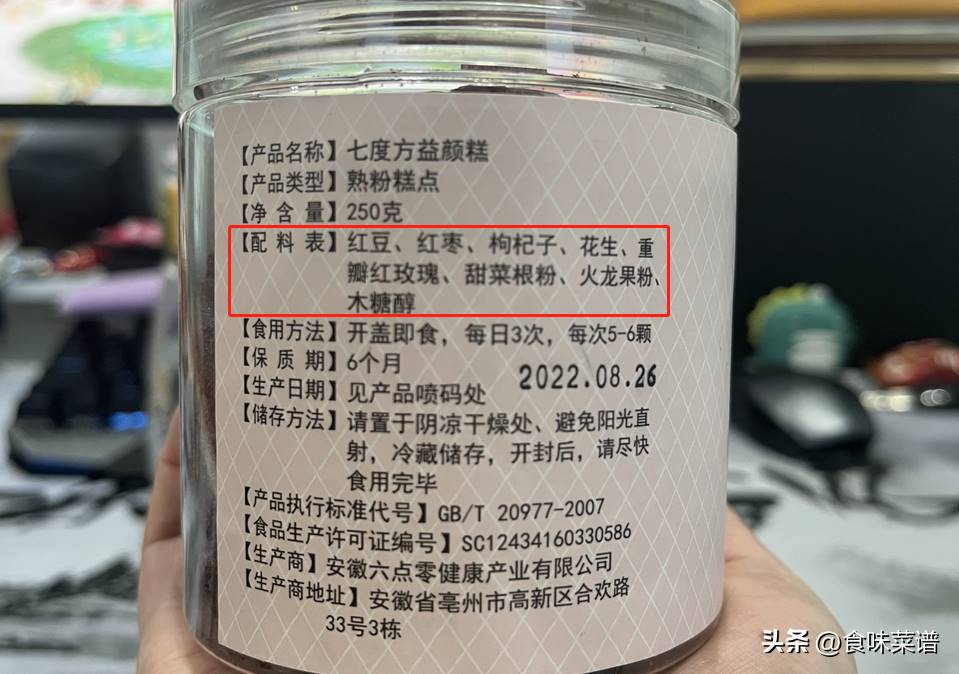 【产品名称】七度方益颜糕
【产品类型】熟粉糕点
【净 含 量】250克
【配 料 表】红豆、红枣、枸杞子、花生、重
瓣红玫瑰、甜菜根粉、火龙果粉、
木糖醇
【食用方法】开盖即食，每日3次，每次5-6颗
【保 质 期】6个月
【生产日期】见产品喷码处
2022.08.26
【储存方法】请置于阴凉干燥处、避免阳光直
射，冷藏储存，开封后，请尽快
食用完毕
【产品执行标准代号】GB/T 20977-2007
【食品生产许可证编号】SC12434160330586
【生产商】安徽六点零健康产业有限公司
【生产商地址】安徽省亳州市高新区合欢路
33号3栋
头条 @食味菜谱